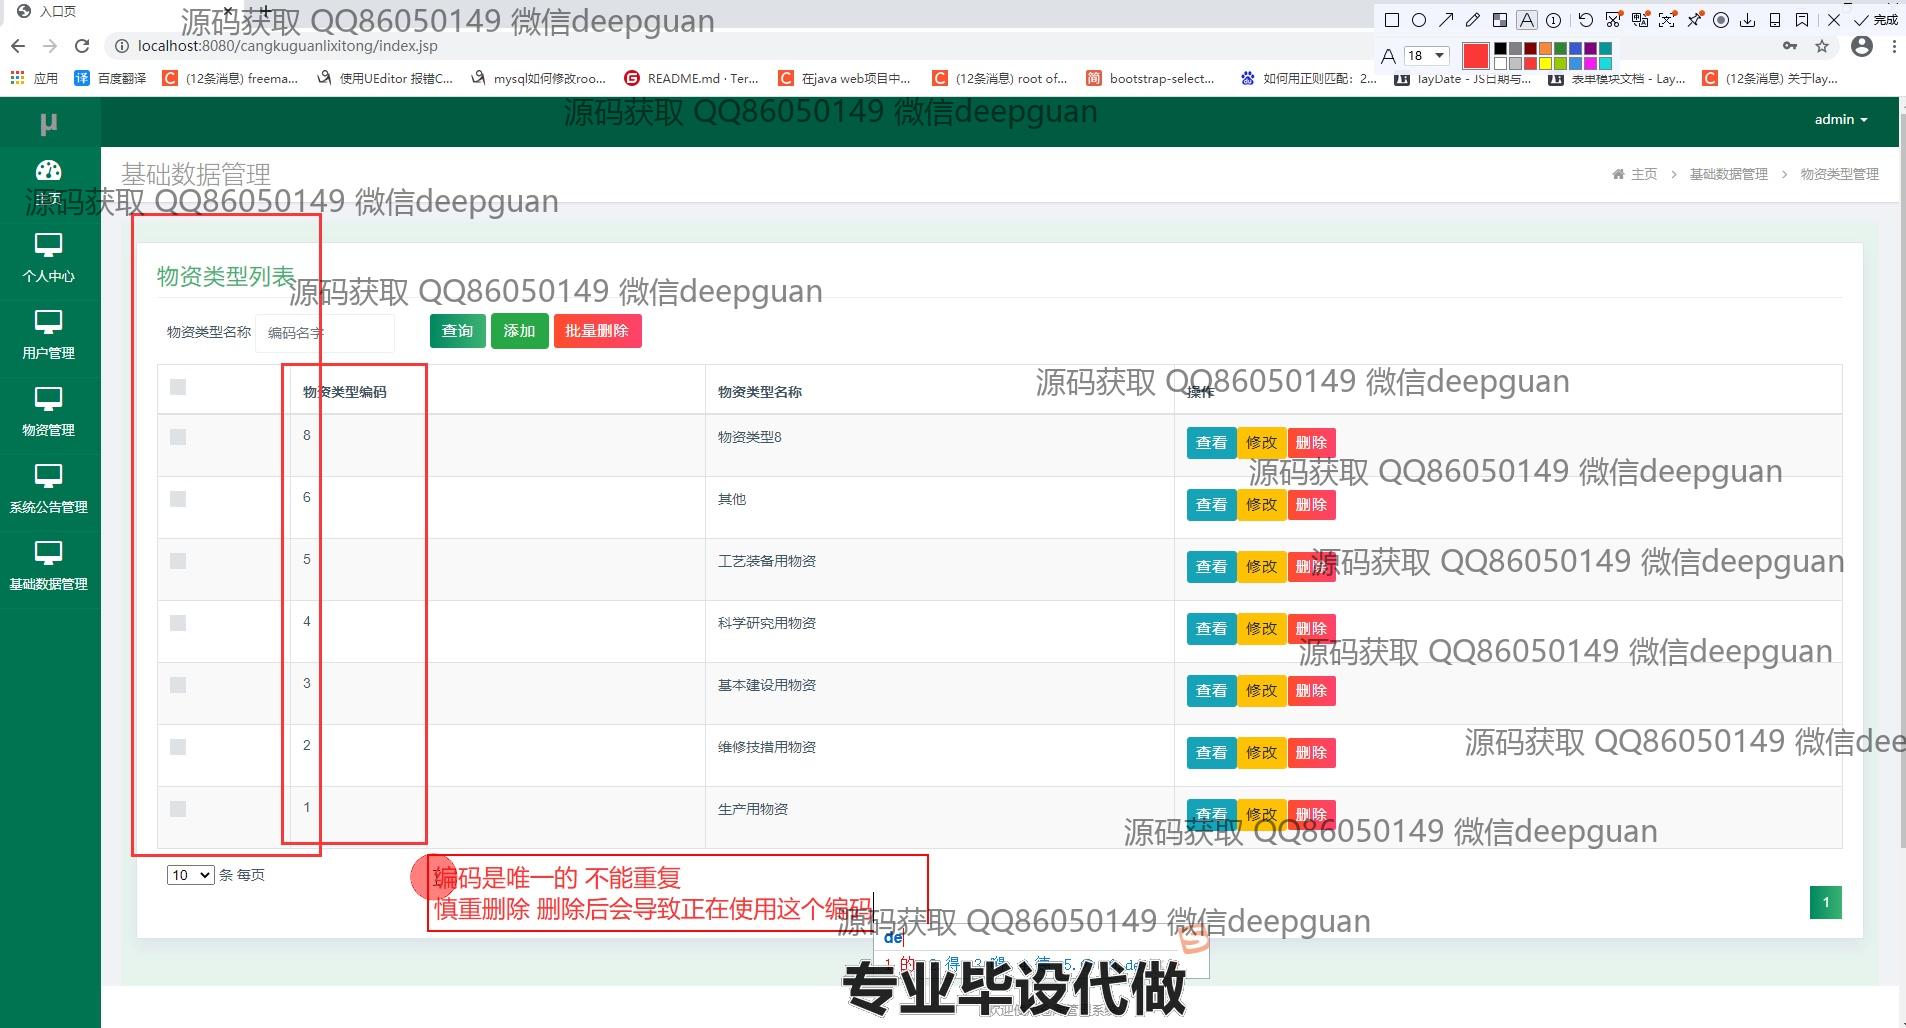 入口页
源码获取 QQ86050149 微信deepguan
localhost:8080/cangkuguanlixitong/index.jsp
18
完成
应用
百度翻译
(12条消息) freema...
使用UEditor 报错C...
mysql如何修改roo...
README.md · Ter...
在java web项目中...
(12条消息) root of...
bootstrap-select...
如何用正则匹配：2...
layDate - JS日期与...
表单模块文档 - Lay...
(12条消息) 关于lay...
μ
源码获取 QQ86050149 微信deepguan
admin
主页
基础数据管理
主页 > 基础数据管理 > 物资类型管理
源码获取 QQ86050149 微信deepguan
个人中心
用户管理
物资管理
系统公告管理
基础数据管理
物资类型列表
源码获取 QQ86050149 微信deepguan
物资类型名称 编码名字 查询 添加 批量删除
物资类型编码 物资类型名称 操作
源码获取 QQ86050149 微信deepguan
8 物资类型8 查看 修改 删除
源码获取 QQ86050149 微信deepguan
6 其他 查看 修改 删除
5 工艺装备用物资 查看 修改 删除
源码获取 QQ86050149 微信deepguan
4 科学研究用物资 查看 修改 删除
源码获取 QQ86050149 微信deepguan
3 基本建设用物资 查看 修改 删除
2 维修技措用物资 查看 修改 删除
源码获取 QQ86050149 微信dee
1 生产用物资 查看 修改 删除
源码获取 QQ86050149 微信deepguan
10 条 每页
编码是唯一的 不能重复
慎重删除 删除后会导致正在使用这个编码
1
源码获取 QQ86050149 微信deepguan
de
专业毕设代做